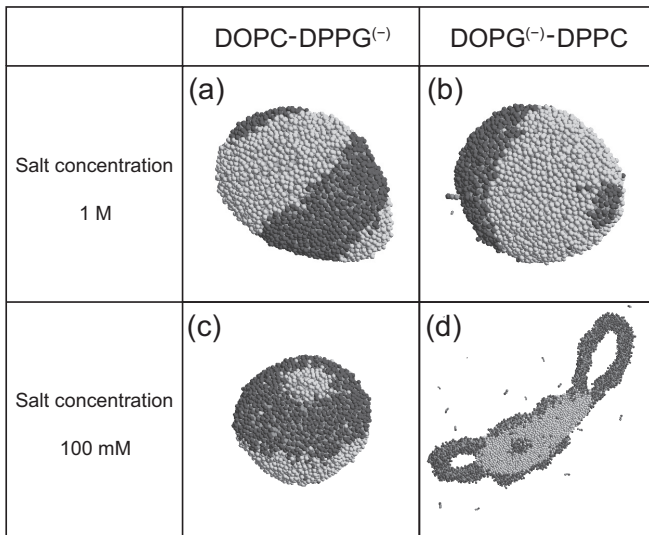 DOPC-DPPG(−)
DOPG(−)-DPPC
Salt concentration
1 M
(a)
(b)
Salt concentration
100 mM
(c)
(d)